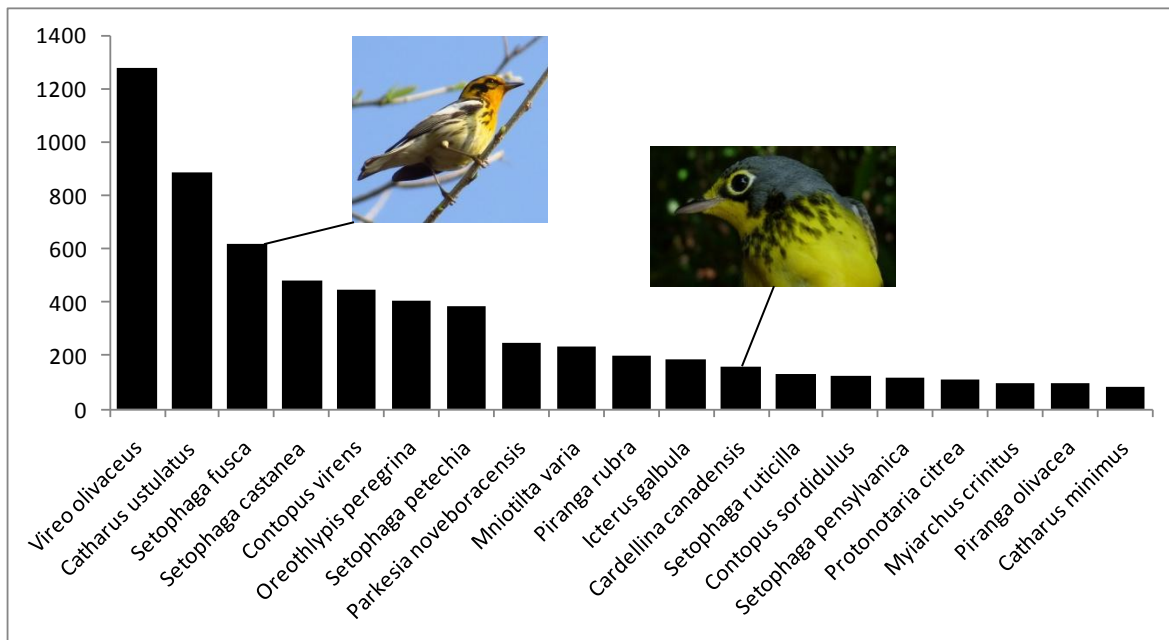 1400
1200
1000
800
600
400
200
0
Vireo olivaceus
Catharus ustulatus
Setophaga fusca
Setophaga castanea
Contopus virens
Oreothlypis peregrina
Setophaga petechia
Parkesia noveboracensis
Mniotilta varia
Piranga rubra
Icterus galbula
Cardellina canadensis
Setophaga ruticilla
Contopus sordidulus
Setophaga pensylvanica
Protonotaria citrea
Myiarchus crinitus
Piranga olivacea
Catharus minimus